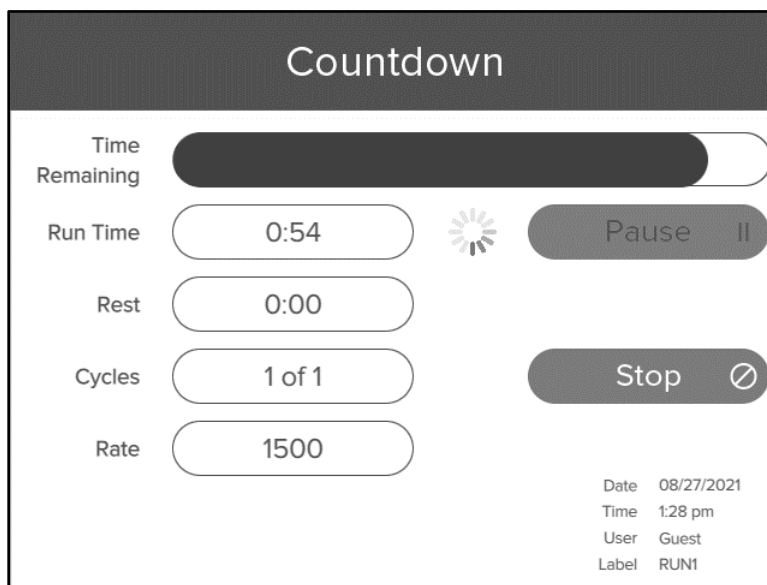 Countdown
Time
Remaining
Run Time 0:54 Pause
Rest 0:00
Cycles 1 of 1 Stop
Rate 1500
Date 08/27/2021
Time 1:28 pm
User Guest
Label RUN1